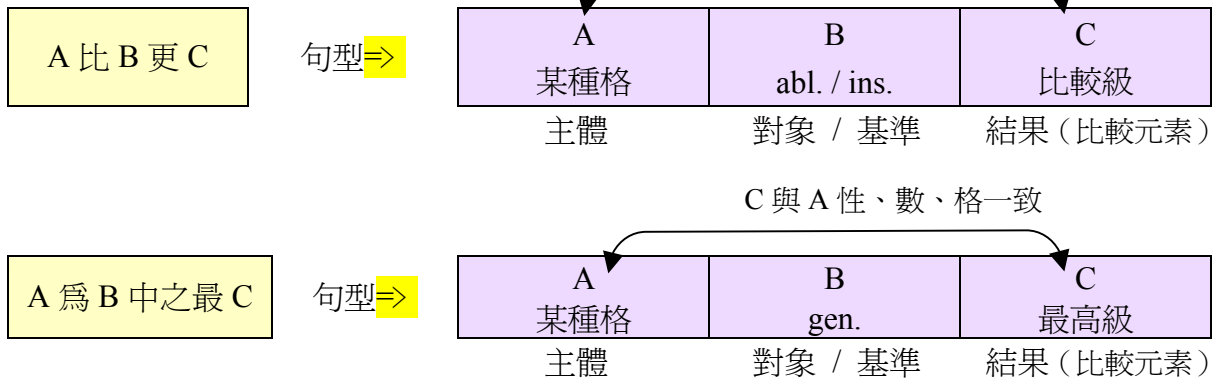 A 比 B 更 C 句型=> A B C
某種格 abl. / ins. 比較級
主體 對象 / 基準 結果（比較元素）
C 與 A 性、數、格一致
A 爲 B 中之最 C 句型=> A B C
某種格 gen. 最高級
主體 對象 / 基準 結果（比較元素）